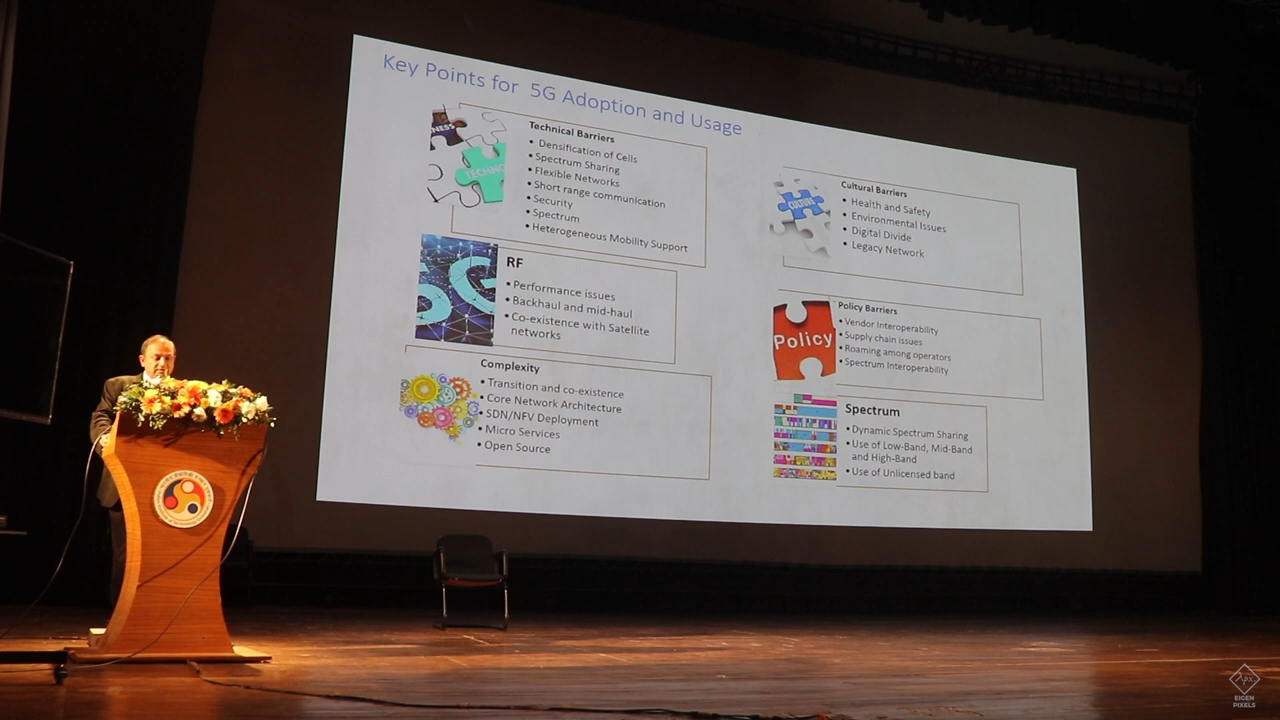 Key Points for 5G Adoption and Usage
NESS
TECHNO
Technical Barriers
• Densification of Cells
• Spectrum Sharing
• Flexible Networks
• Short range communication
• Security
• Spectrum
• Heterogeneous Mobility Support
5G
RF
• Performance issues
• Backhaul and mid-haul
• Co-existence with Satellite
networks
Complexity
• Transition and co-existence
• Core Network Architecture
• SDN/NFV Deployment
• Micro Services
• Open Source
CULTURE
Cultural Barriers
• Health and Safety
• Environmental Issues
• Digital Divide
• Legacy Network
Policy
Policy Barriers
• Vendor Interoperability
• Supply chain issues
• Roaming among operators
• Spectrum Interoperability
Spectrum
• Dynamic Spectrum Sharing
• Use of Low-Band, Mid-Band
and High-Band
• Use of Unlicensed band
EIGEN
PIXELS